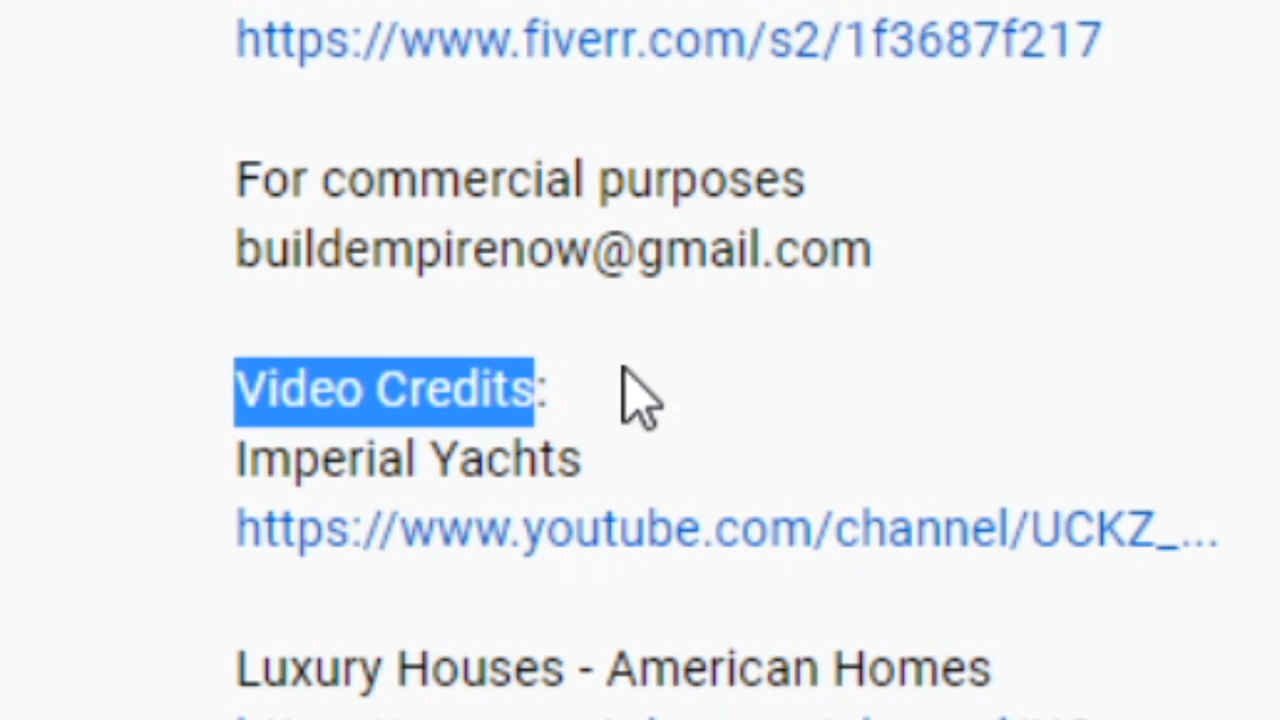 https://www.fiverr.com/s2/1f3687f217
For commercial purposes
buildempirenow@gmail.com
Video Credits:
Imperial Yachts
https://www.youtube.com/channel/UCKZ_...
Luxury Houses - American Homes